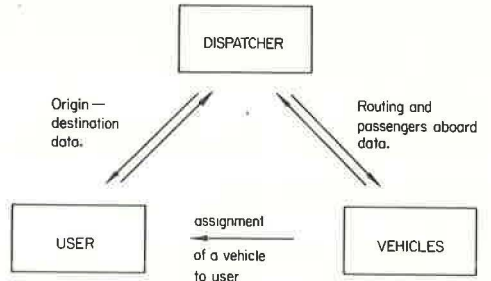 DISPATCHER
Origin—
destination
data.
Routing and
passengers aboard
data.
USER
assignment
of a vehicle
to user
VEHICLES